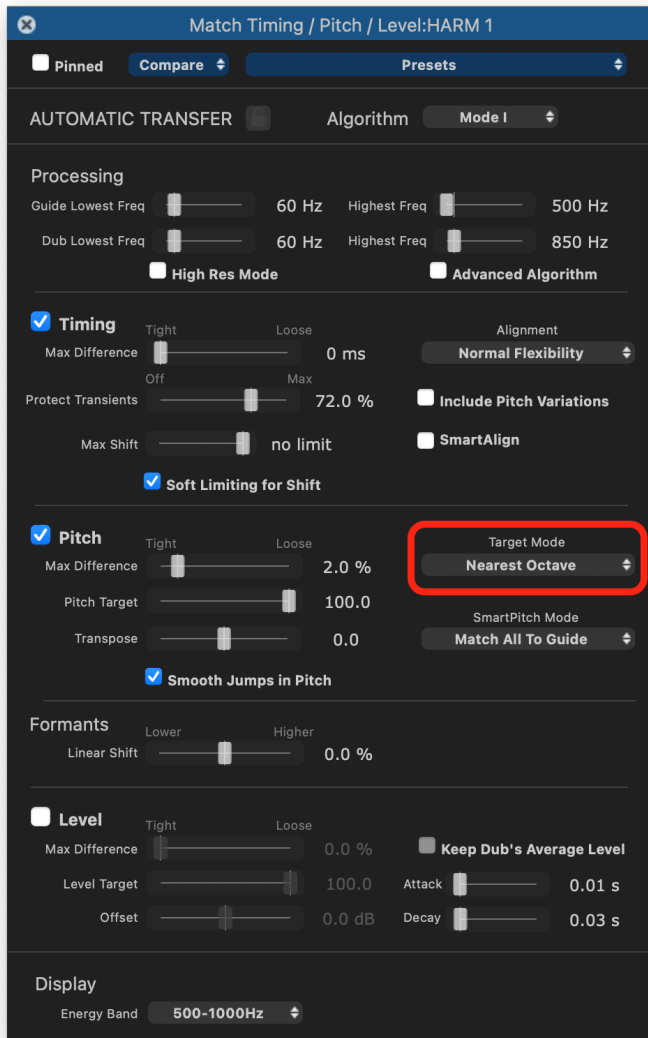 Match Timing / Pitch / Level:HARM 1
Pinned Compare Presets
AUTOMATIC TRANSFER Algorithm Mode I
Processing
Guide Lowest Freq 60 Hz Highest Freq 500 Hz
Dub Lowest Freq 60 Hz Highest Freq 850 Hz
High Res Mode Advanced Algorithm
Timing Tight Loose Alignment
Max Difference 0 ms Normal Flexibility
Off Max
Protect Transients 72.0 % Include Pitch Variations
Max Shift no limit SmartAlign
Soft Limiting for Shift
Pitch Tight Loose Target Mode
Max Difference 2.0 % Nearest Octave
Pitch Target 100.0
SmartPitch Mode
Transpose 0.0 Match All To Guide
Smooth Jumps in Pitch
Formants Lower Higher
Linear Shift 0.0 %
Level Tight Loose
Max Difference 0.0 % Keep Dub's Average Level
Level Target 100.0 Attack 0.01 s
Offset 0.0 dB Decay 0.03 s
Display
Energy Band 500-1000Hz